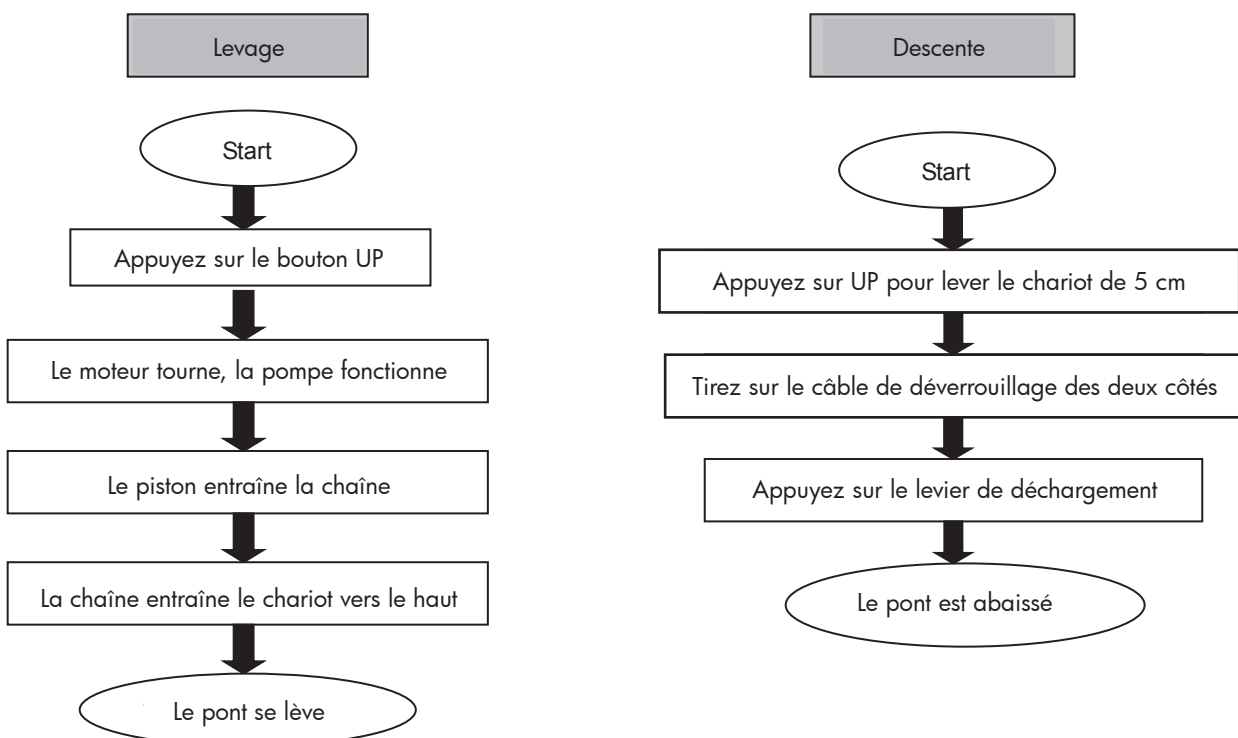 Levage
Start
Appuyez sur le bouton UP
Le moteur tourne, la pompe fonctionne
Le piston entraîne la chaîne
La chaîne entraîne le chariot vers le haut
Le pont se lève
Descente
Start
Appuyez sur UP pour lever le chariot de 5 cm
Tirez sur le câble de déverrouillage des deux côtés
Appuyez sur le levier de déchargement
Le pont est abaissé